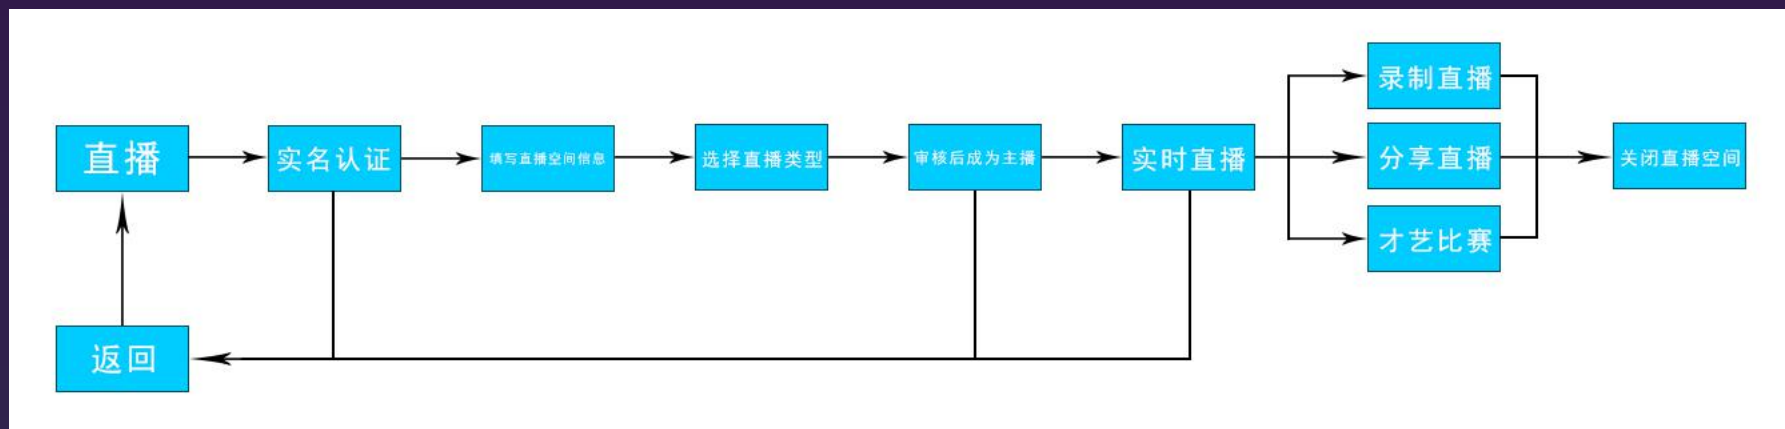 直播
实名认证
填写直播空间信息
选择直播类型
审核后成为主播
实时直播
录制直播
分享直播
才艺比赛
关闭直播空间
返回